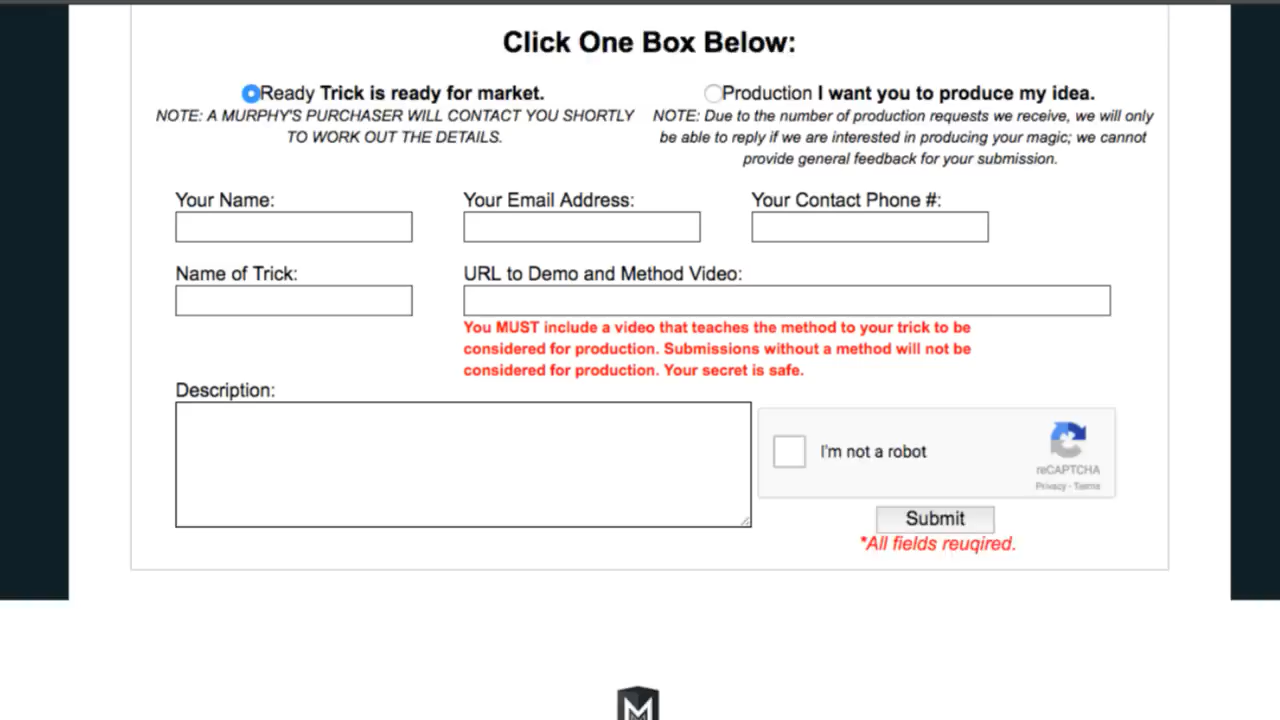 Click One Box Below:
Ready Trick is ready for market.
NOTE: A MURPHY'S PURCHASER WILL CONTACT YOU SHORTLY
TO WORK OUT THE DETAILS.
Production I want you to produce my idea.
NOTE: Due to the number of production requests we receive, we will only
be able to reply if we are interested in producing your magic; we cannot
provide general feedback for your submission.
Your Name:
Your Email Address:
Your Contact Phone #:
Name of Trick:
URL to Demo and Method Video:
You MUST include a video that teaches the method to your trick to be
considered for production. Submissions without a method will not be
considered for production. Your secret is safe.
Description:
I'm not a robot
reCAPTCHA
Privacy - Terms
Submit
*All fields reuqired.
M